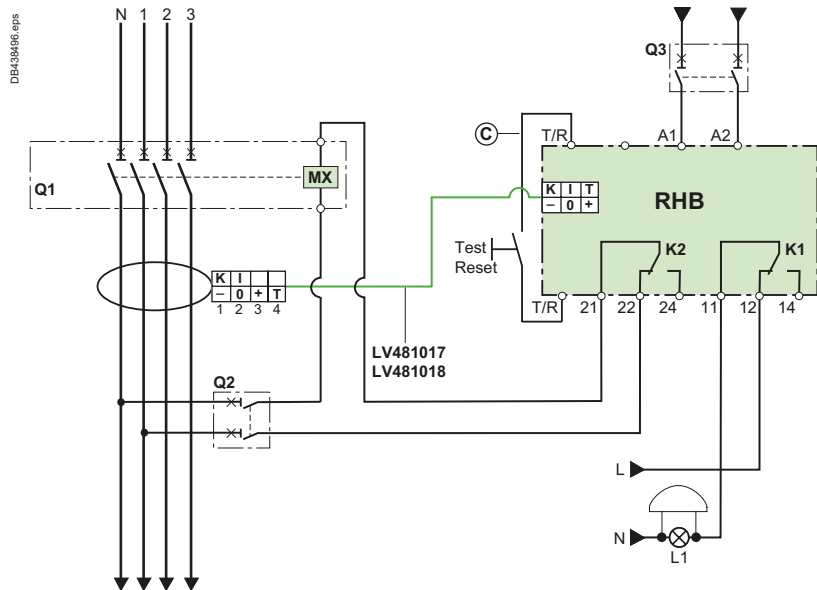 DB438496.eps
N 1 2 3
Q3
C
T/R
A1
A2
Q1
MX
K I T
– 0 +
RHB
Test
Reset
K2
K1
K I
– 0 + T
1 2 3 4
T/R
21
22
24
11
12
14
LV481017
LV481018
Q2
L
N
L1